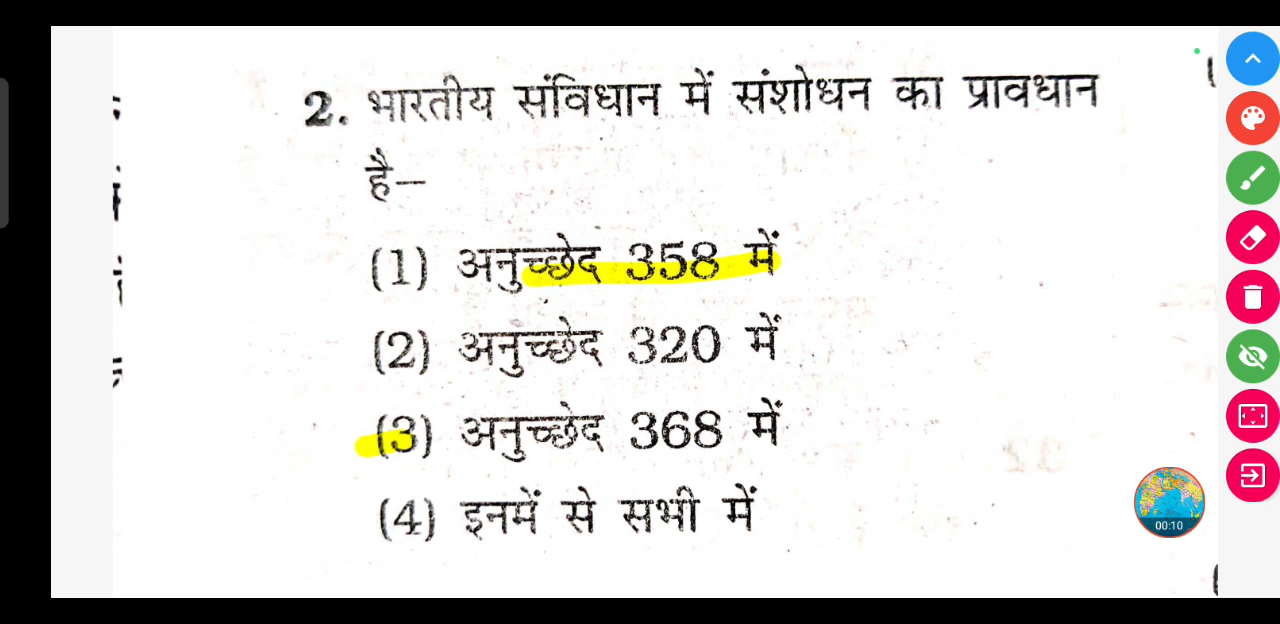 2. भारतीय संविधान में संशोधन का प्रावधान
है–
(1) अनुच्छेद 358 में
(2) अनुच्छेद 320 में
(3) अनुच्छेद 368 में
(4) इनमें से सभी में
00:10